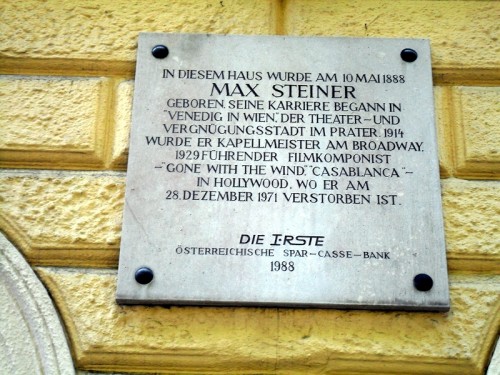 IN DIESEM HAUS WURDE AM 10 MAI 1888
MAX STEINER
GEBOREN. SEINE KARRIERE BEGANN IN
"VENEDIG IN WIEN," DER THEATER-UND
VERGNÜGUNGSSTADT IM PRATER. 1914
WURDE ER KAPELLMEISTER AM BROADWAY,
1929 FÜHRENDER FILMKOMPONIST
-"GONE WITH THE WIND," "CASABLANCA"-
IN HOLLYWOOD, WO ER AM
28. DEZEMBER 1971 VERSTORBEN IST.
DIE ERSTE
ÖSTERREICHISCHE SPAR-CASSE-BANK
1988